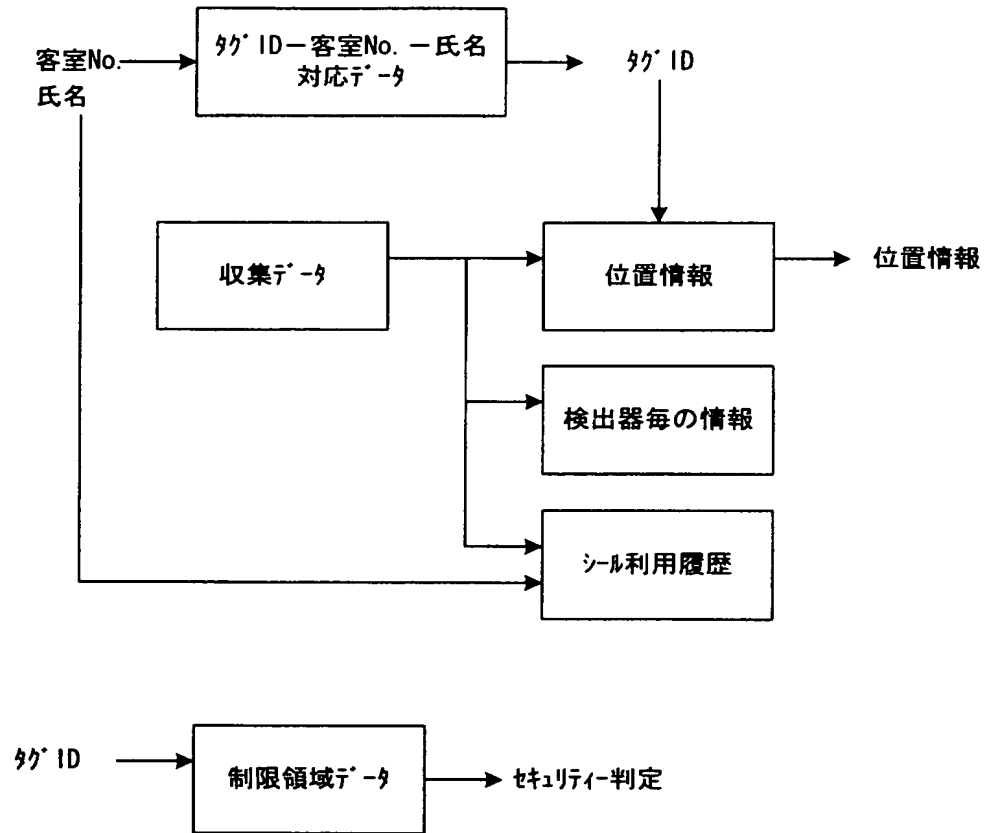 客室No.
氏名
ﾀｸﾞIDー客室No.ー氏名
対応ﾃﾞｰﾀ
ﾀｸﾞID
収集ﾃﾞｰﾀ
位置情報
位置情報
検出器毎の情報
ｼｰﾙ利用履歴
ﾀｸﾞID
制限領域ﾃﾞｰﾀ
ｾｷｭﾘﾃｨｰ判定